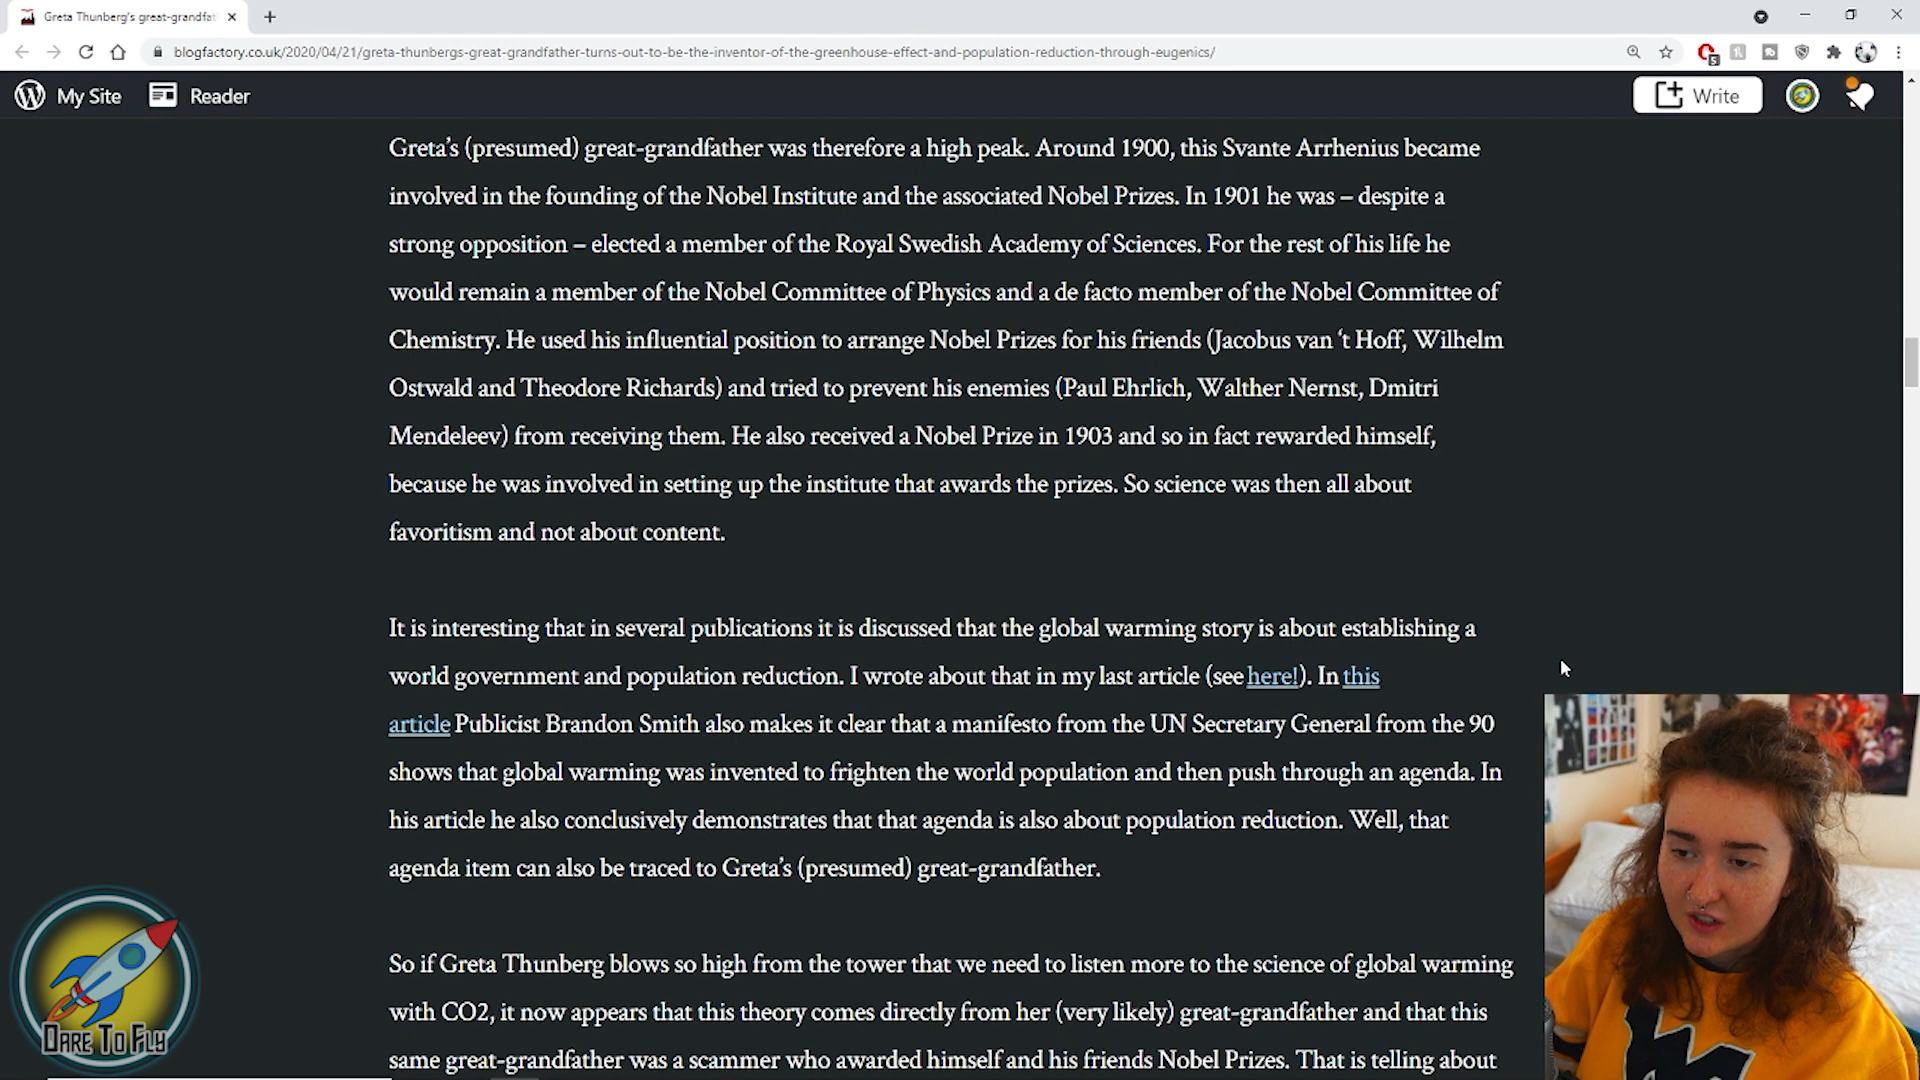 Greta Thunberg's great-grandfat
blogfactory.co.uk/2020/04/21/greta-thunbergs-great-grandfather-turns-out-to-be-the-inventor-of-the-greenhouse-effect-and-population-reduction-through-eugenics/
5
My Site
Reader
Write
Greta's (presumed) great-grandfather was therefore a high peak. Around 1900, this Svante Arrhenius became
involved in the founding of the Nobel Institute and the associated Nobel Prizes. In 1901 he was – despite a
strong opposition – elected a member of the Royal Swedish Academy of Sciences. For the rest of his life he
would remain a member of the Nobel Committee of Physics and a de facto member of the Nobel Committee of
Chemistry. He used his influential position to arrange Nobel Prizes for his friends (Jacobus van ‘t Hoff, Wilhelm
Ostwald and Theodore Richards) and tried to prevent his enemies (Paul Ehrlich, Walther Nernst, Dmitri
Mendeleev) from receiving them. He also received a Nobel Prize in 1903 and so in fact rewarded himself,
because he was involved in setting up the institute that awards the prizes. So science was then all about
favoritism and not about content.
It is interesting that in several publications it is discussed that the global warming story is about establishing a
world government and population reduction. I wrote about that in my last article (see here!). In this
article Publicist Brandon Smith also makes it clear that a manifesto from the UN Secretary General from the 90
shows that global warming was invented to frighten the world population and then push through an agenda. In
his article he also conclusively demonstrates that that agenda is also about population reduction. Well, that
agenda item can also be traced to Greta's (presumed) great-grandfather.
So if Greta Thunberg blows so high from the tower that we need to listen more to the science of global warming
with CO2, it now appears that this theory comes directly from her (very likely) great-grandfather and that this
same great-grandfather was a scammer who awarded himself and his friends Nobel Prizes. That is telling about
DARE TO FLY